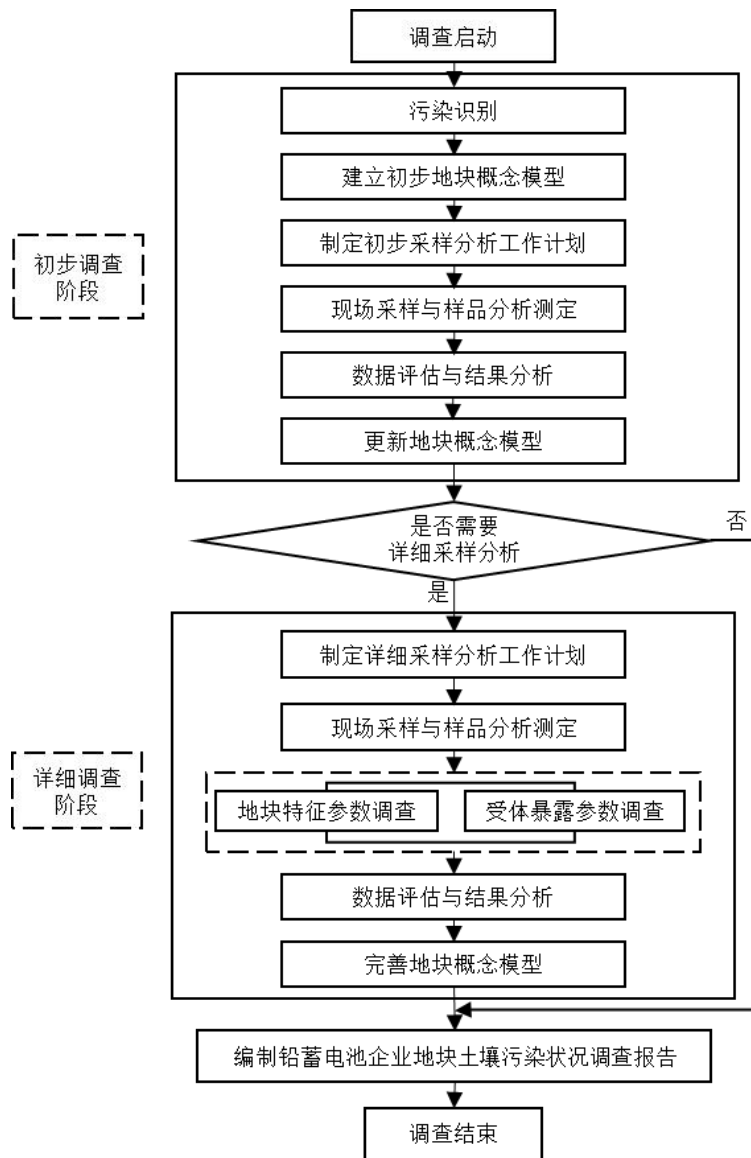 调查启动
污染识别
建立初步地块概念模型
制定初步采样分析工作计划
初步调查
阶段
现场采样与样品分析测定
数据评估与结果分析
更新地块概念模型
是否需要
详细采样分析
否
是
制定详细采样分析工作计划
现场采样与样品分析测定
详细调查
阶段
地块特征参数调查
受体暴露参数调查
数据评估与结果分析
完善地块概念模型
编制铅蓄电池企业地块土壤污染状况调查报告
调查结束